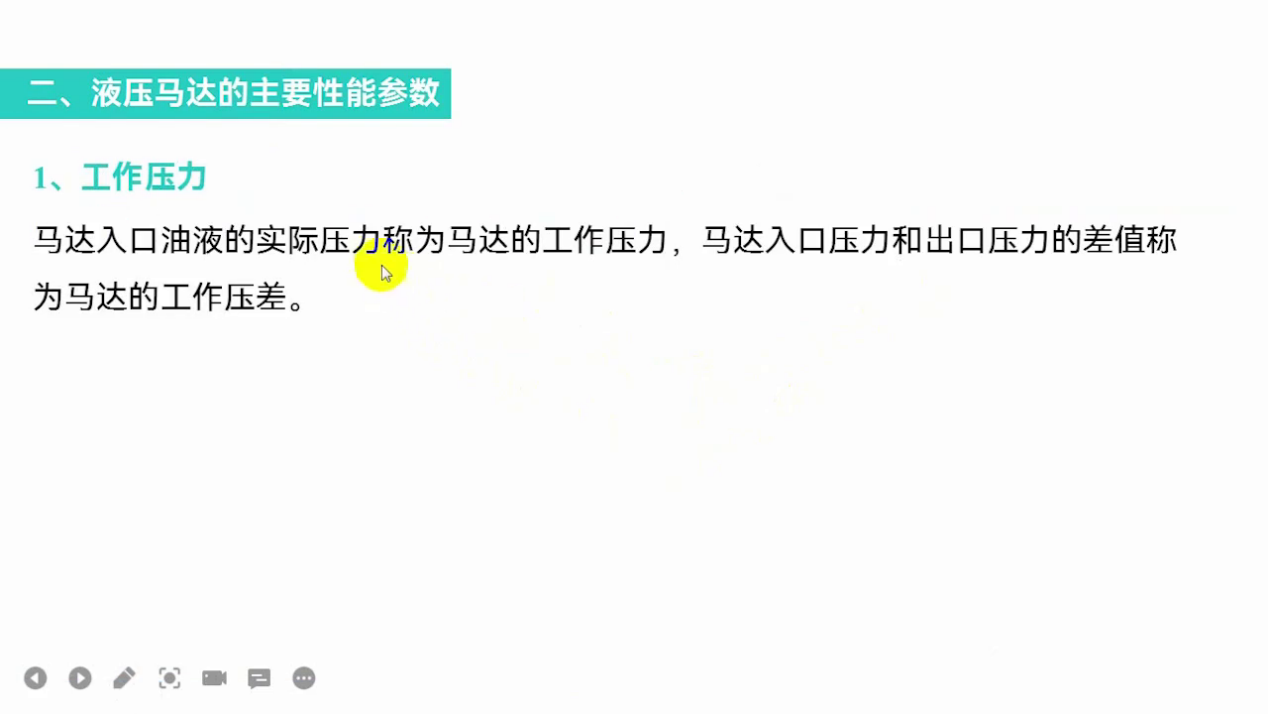 二、液压马达的主要性能参数
1、工作压力
马达入口油液的实际压力称为马达的工作压力，马达入口压力和出口压力的差值称
为马达的工作压差。